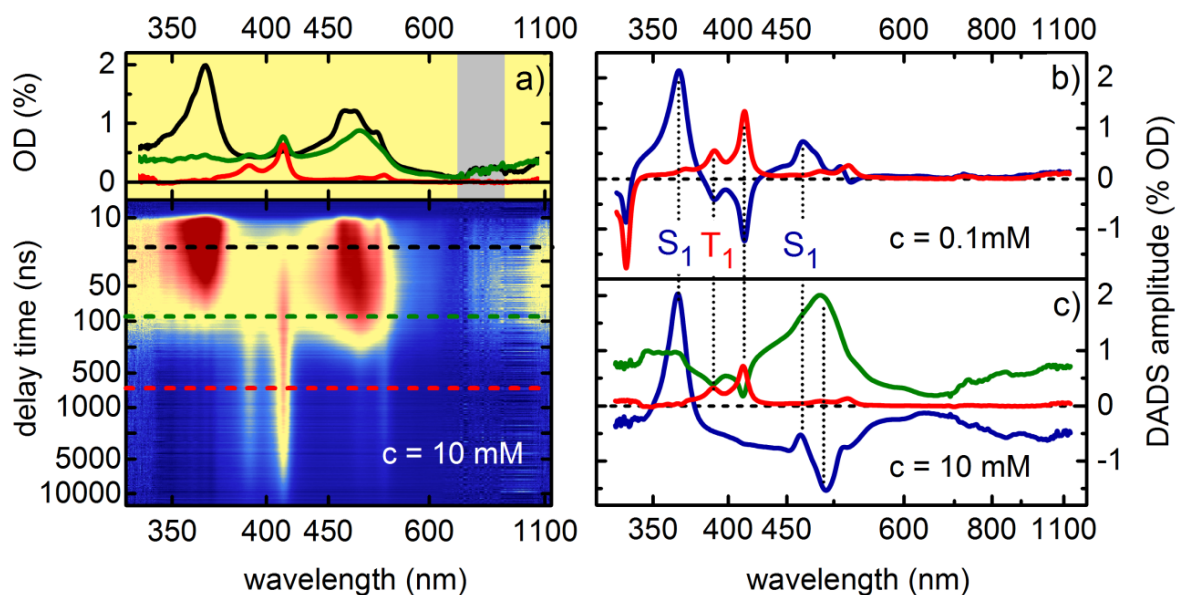 350 400 450 600 1100
350 400 450 600 1100
OD (%)
2
1
0
a)
delay time (ns)
10
50
100
500
1000
5000
10000
c = 10 mM
350 400 450 600 1100
wavelength (nm)
b)
2
1
0
-1
S1 T1 S1
c = 0.1mM
c)
2
1
0
-1
c = 10 mM
DADS amplitude (% OD)
350 400 450 600 800 1100
wavelength (nm)